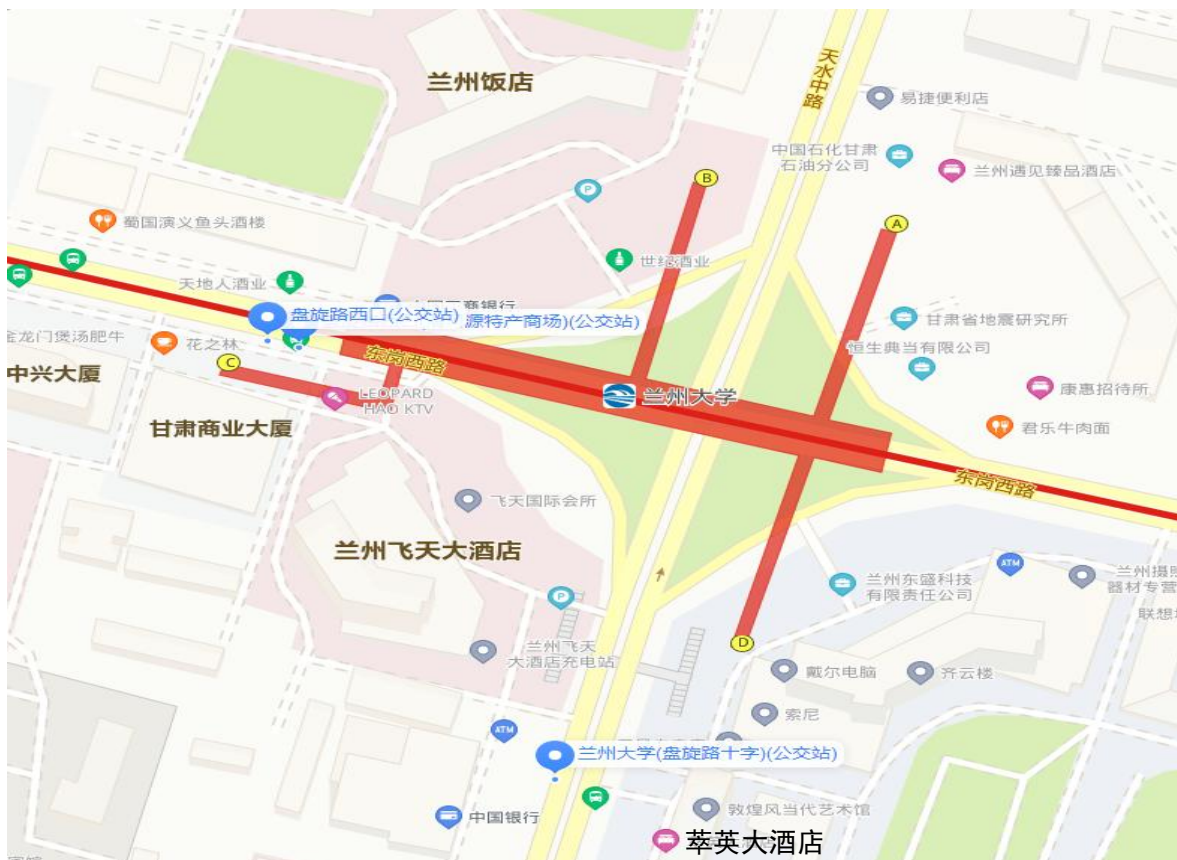 兰州饭店
天水中路
易捷便利店
中国石化甘肃
石油分公司
兰州遇见臻品酒店
B
P
蜀国演义鱼头酒楼
A
世纪酒业
天地人酒业
盘旋路西口(公交站)
源特产商场)(公交站)
甘肃省地震研究所
金龙门煲汤肥牛
花之林
恒生典当有限公司
C
东岗西路
中兴大厦
LEOPARD
HAO KTV
兰州大学
康惠招待所
甘肃商业大厦
君乐牛肉面
东岗西路
飞天国际会所
兰州飞天大酒店
ATM
兰州东盛科技
有限责任公司
兰州摄照
器材专营
P
联想
D
兰州飞天
大酒店充电站
戴尔电脑
齐云楼
索尼
ATM
兰州大学(盘旋路十字)(公交站)
敦煌风当代艺术馆
中国银行
萃英大酒店